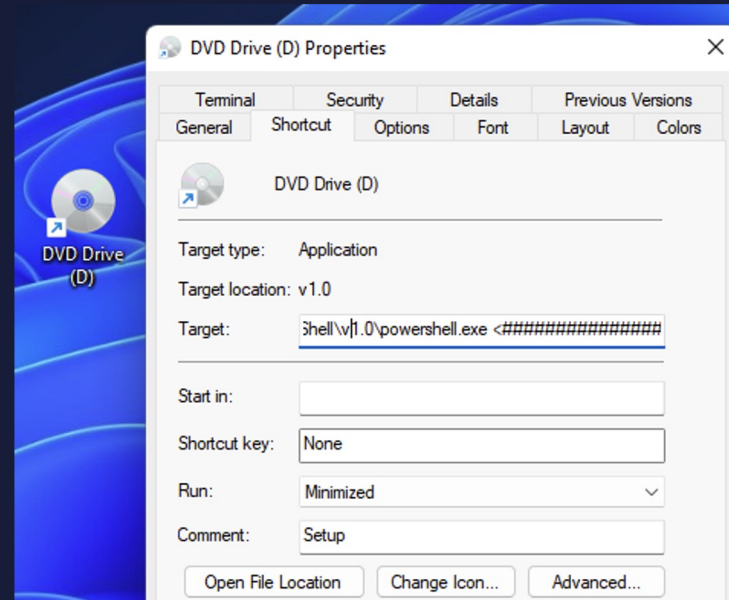 DVD Drive (D) Properties
Terminal Security Details Previous Versions
General Shortcut Options Font Layout Colors
DVD Drive (D)
DVD Drive
(D)
Target type: Application
Target location: v1.0
Target: Shell\v1.0\powershell.exe <###############
Start in:
Shortcut key: None
Run: Minimized
Comment: Setup
Open File Location Change Icon... Advanced...